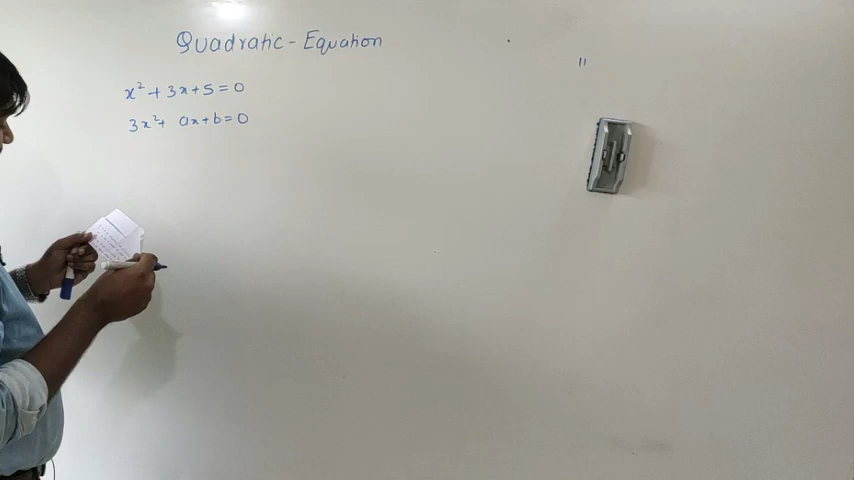 Quadratic - Equation
x² + 3x + 5 = 0
3x² + ax + b = 0